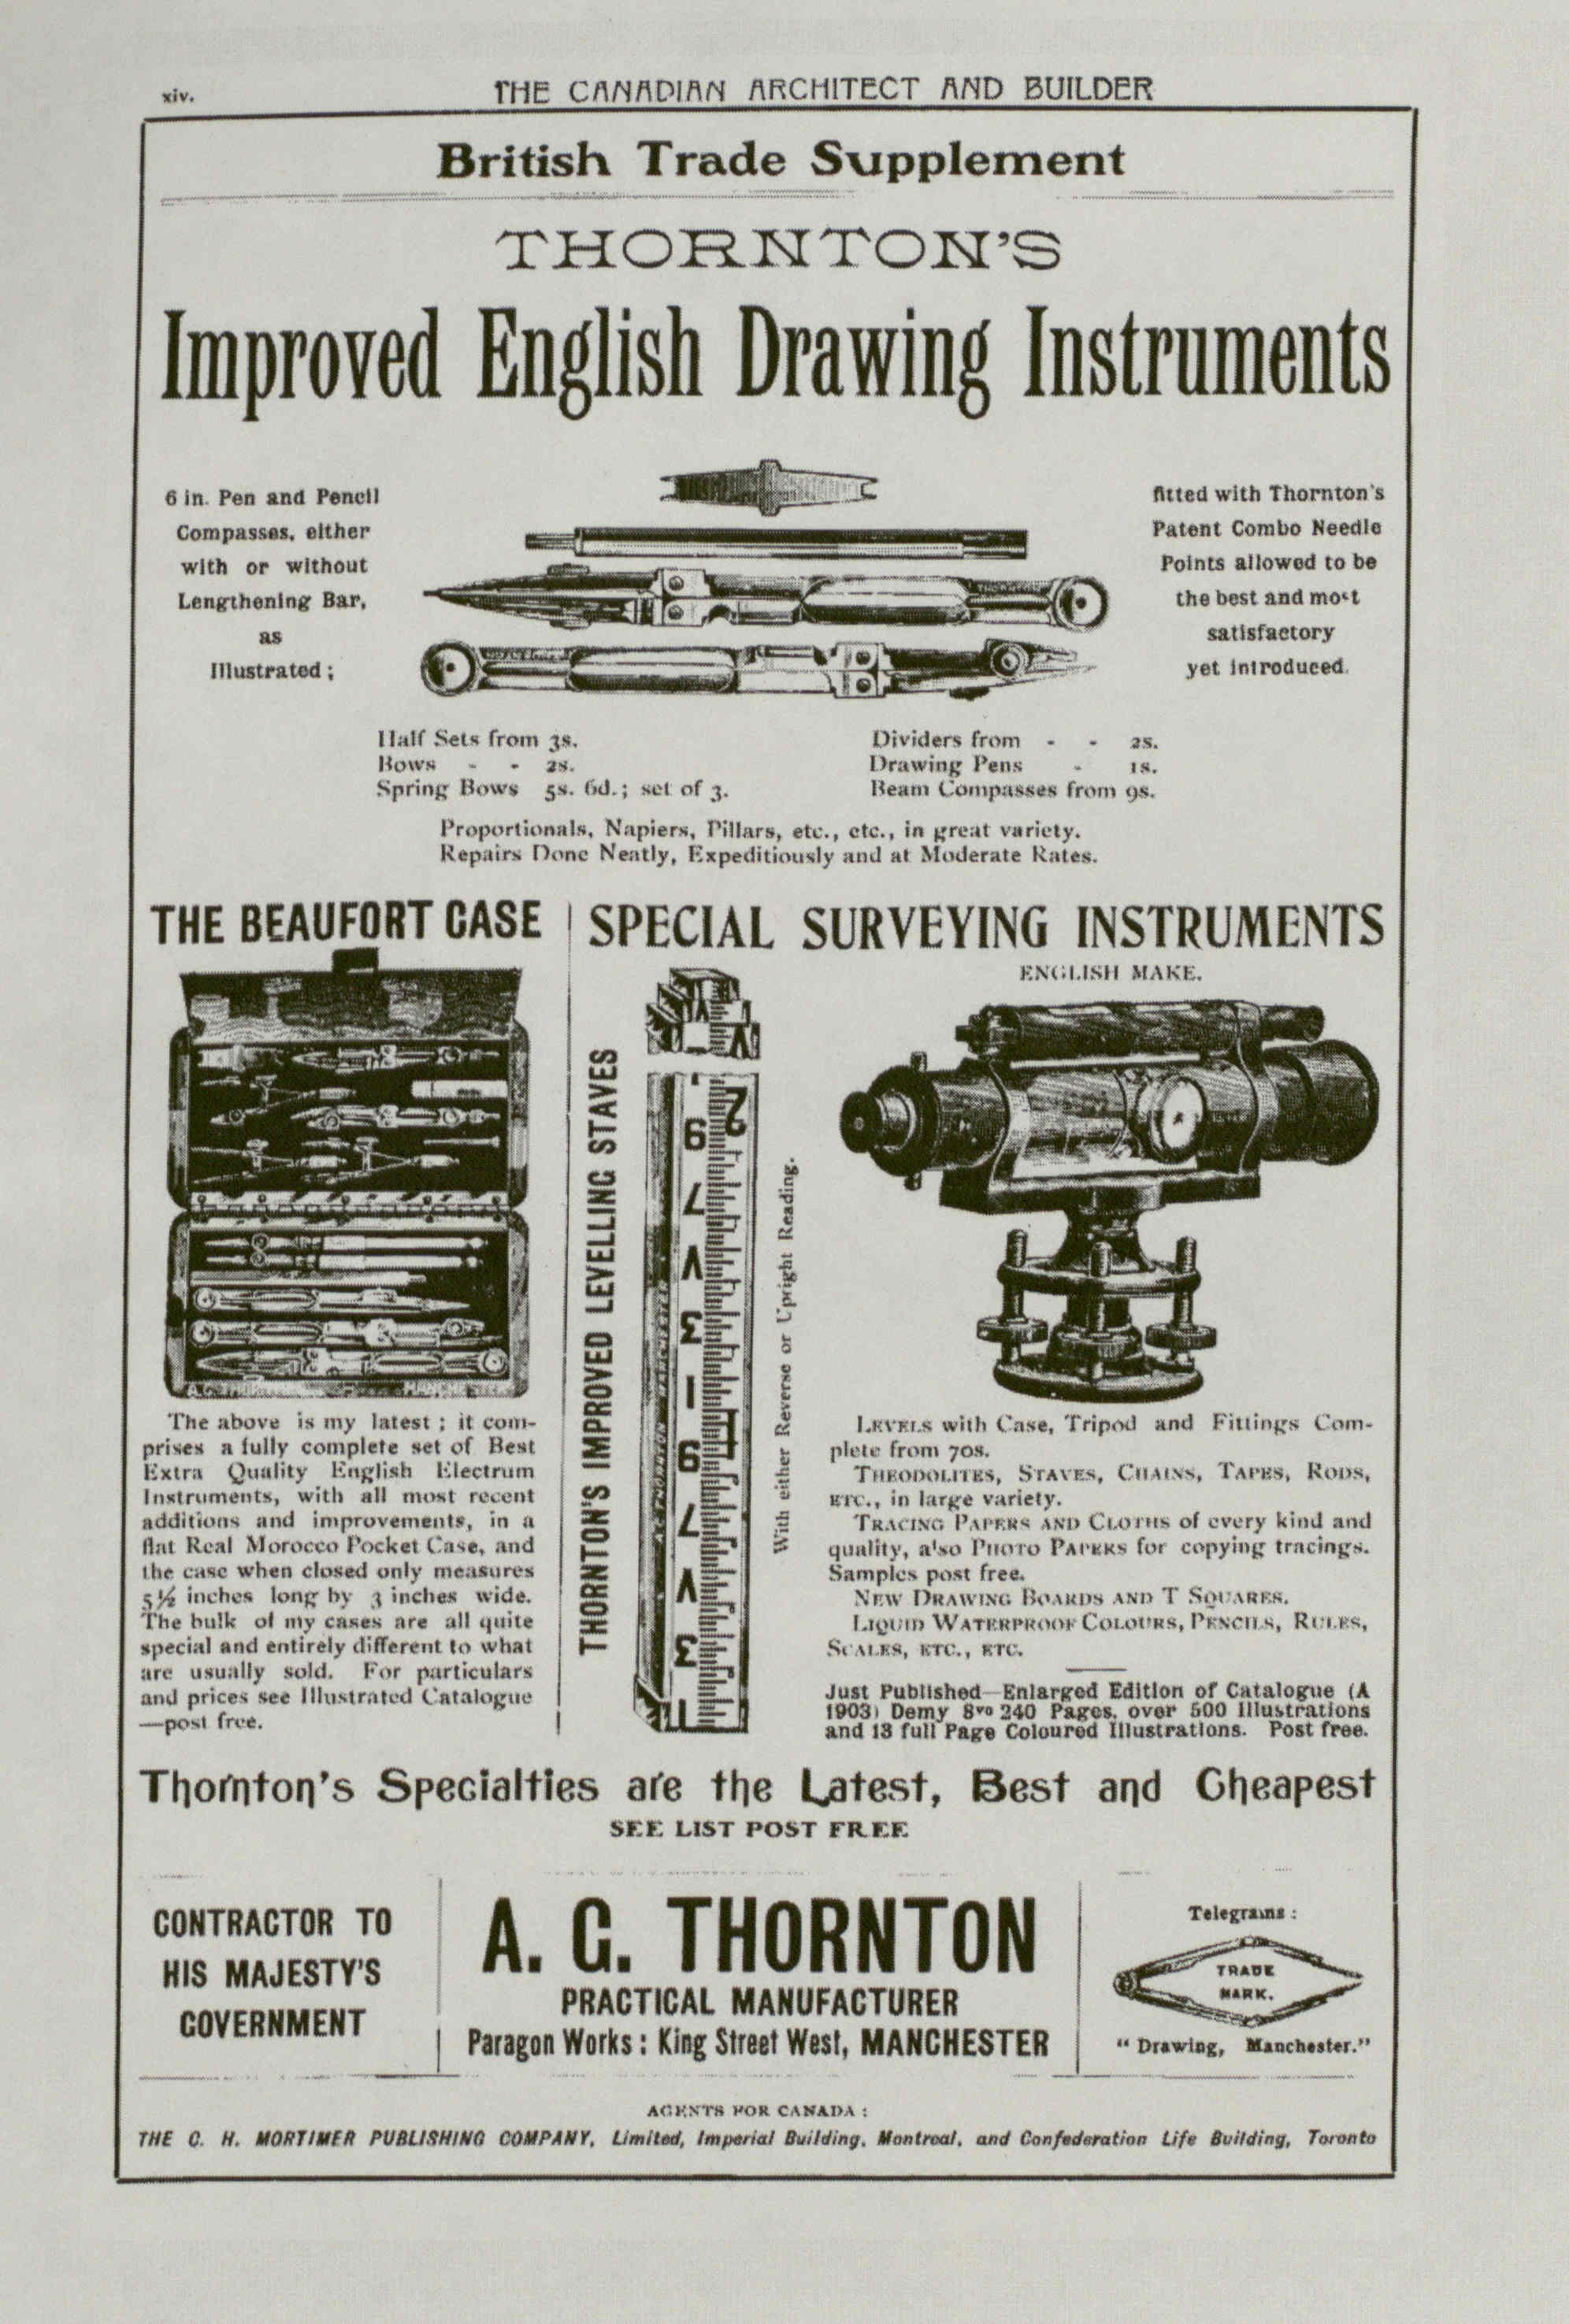 xiv.
THE CANADIAN ARCHITECT AND BUILDER
British Trade Supplement
THORNTON'S
Improved English Drawing Instruments
6 in. Pen and Pencil
Compasses, either
with or without
Lengthening Bar,
as
Illustrated;
fitted with Thornton's
Patent Combo Needle
Points allowed to be
the best and most
satisfactory
yet introduced.
Half Sets from 3s.
Bows - - 2s.
Spring Bows 5s. 6d.; set of 3.
Dividers from - - 2s.
Drawing Pens - 1s.
Beam Compasses from 9s.
Proportionals, Napiers, Pillars, etc., etc., in great variety.
Repairs Done Neatly, Expeditiously and at Moderate Rates.
THE BEAUFORT CASE
The above is my latest; it com-
prises a fully complete set of Best
Extra Quality English Electrum
Instruments, with all most recent
additions and improvements, in a
flat Real Morocco Pocket Case, and
the case when closed only measures
5½ inches long by 3 inches wide.
The bulk of my cases are all quite
special and entirely different to what
are usually sold. For particulars
and prices see Illustrated Catalogue
—post free.
SPECIAL SURVEYING INSTRUMENTS
ENGLISH MAKE.
THORNTON'S IMPROVED LEVELLING STAVES
With either Reverse or Upright Reading.
LEVELS with Case, Tripod and Fittings Com-
plete from 70s.
THEODOLITES, STAVES, CHAINS, TAPES, RODS,
ETC., in large variety.
TRACING PAPERS AND CLOTHS of every kind and
quality, also PHOTO PAPERS for copying tracings.
Samples post free.
NEW DRAWING BOARDS AND T SQUARES.
LIQUID WATERPROOF COLOURS, PENCILS, RULES,
SCALES, ETC., ETC.
Just Published—Enlarged Edition of Catalogue (A
1903) Demy 8vo 240 Pages, over 500 Illustrations
and 13 full Page Coloured Illustrations. Post free.
Thornton's Specialties are the Latest, Best and Cheapest
SEE LIST POST FREE
CONTRACTOR TO
HIS MAJESTY'S
GOVERNMENT
A. G. THORNTON
PRACTICAL MANUFACTURER
Paragon Works: King Street West, MANCHESTER
Telegrams:
TRADE
MARK.
"Drawing, Manchester."
AGENTS FOR CANADA:
THE C. H. MORTIMER PUBLISHING COMPANY, Limited, Imperial Building, Montreal, and Confederation Life Building, Toronto